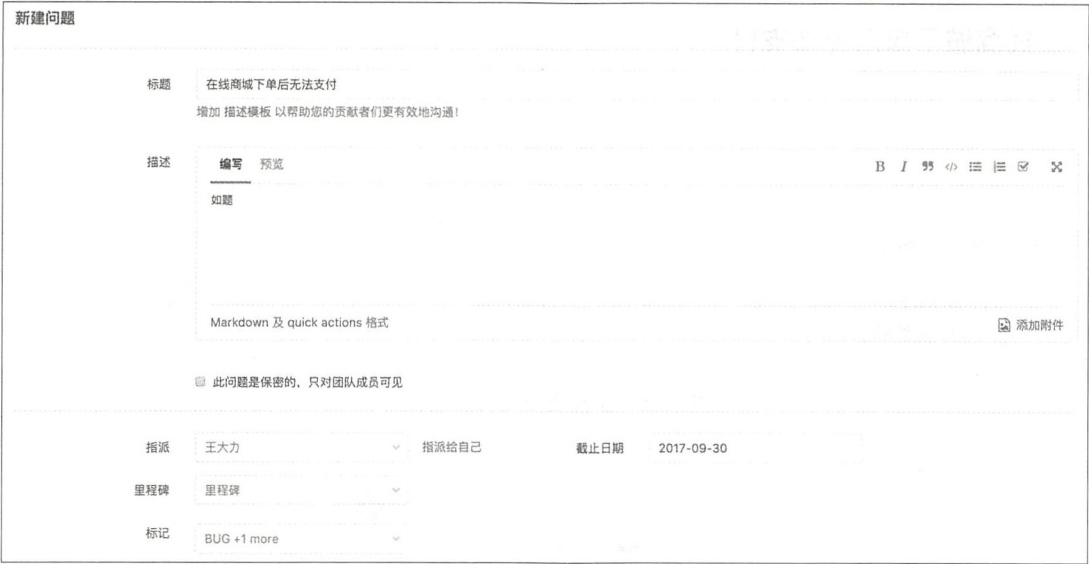 新建问题
标题 在线商城下单后无法支付
增加 描述模板 以帮助您的贡献者们更有效地沟通！
描述 编写 预览 B I
如题
Markdown 及 quick actions 格式 添加附件
此问题是保密的，只对团队成员可见
指派 王大力 指派给自己 截止日期 2017-09-30
里程碑 里程碑
标记 BUG +1 more